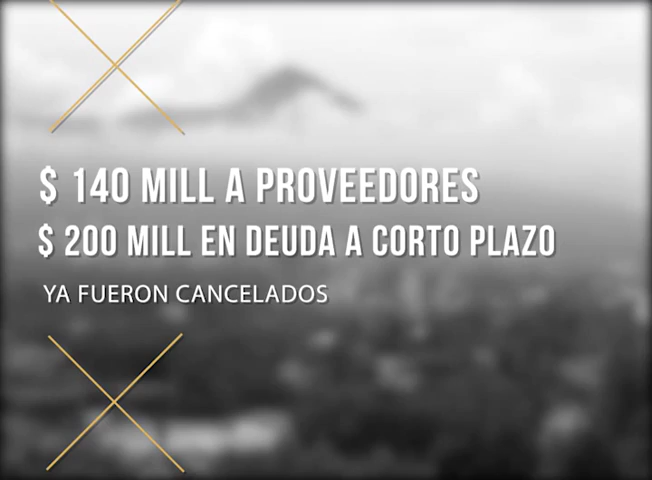 $ 140 MILL A PROVEEDORES
$ 200 MILL EN DEUDA A CORTO PLAZO
YA FUERON CANCELADOS